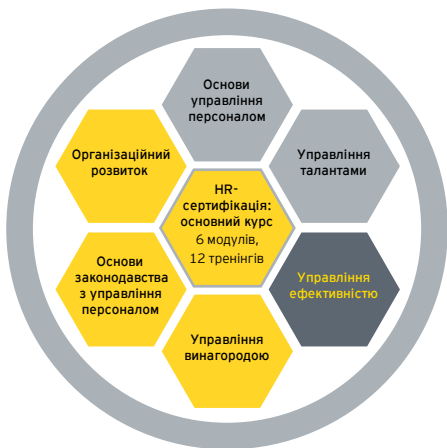 Основи
управління
персоналом
Організаційний
розвиток
Управління
талантами
HR-
сертифікація:
основний курс
6 модулів,
12 тренінгів
Основи
законодавства
з управління
персоналом
Управління
ефективністю
Управління
винагородою